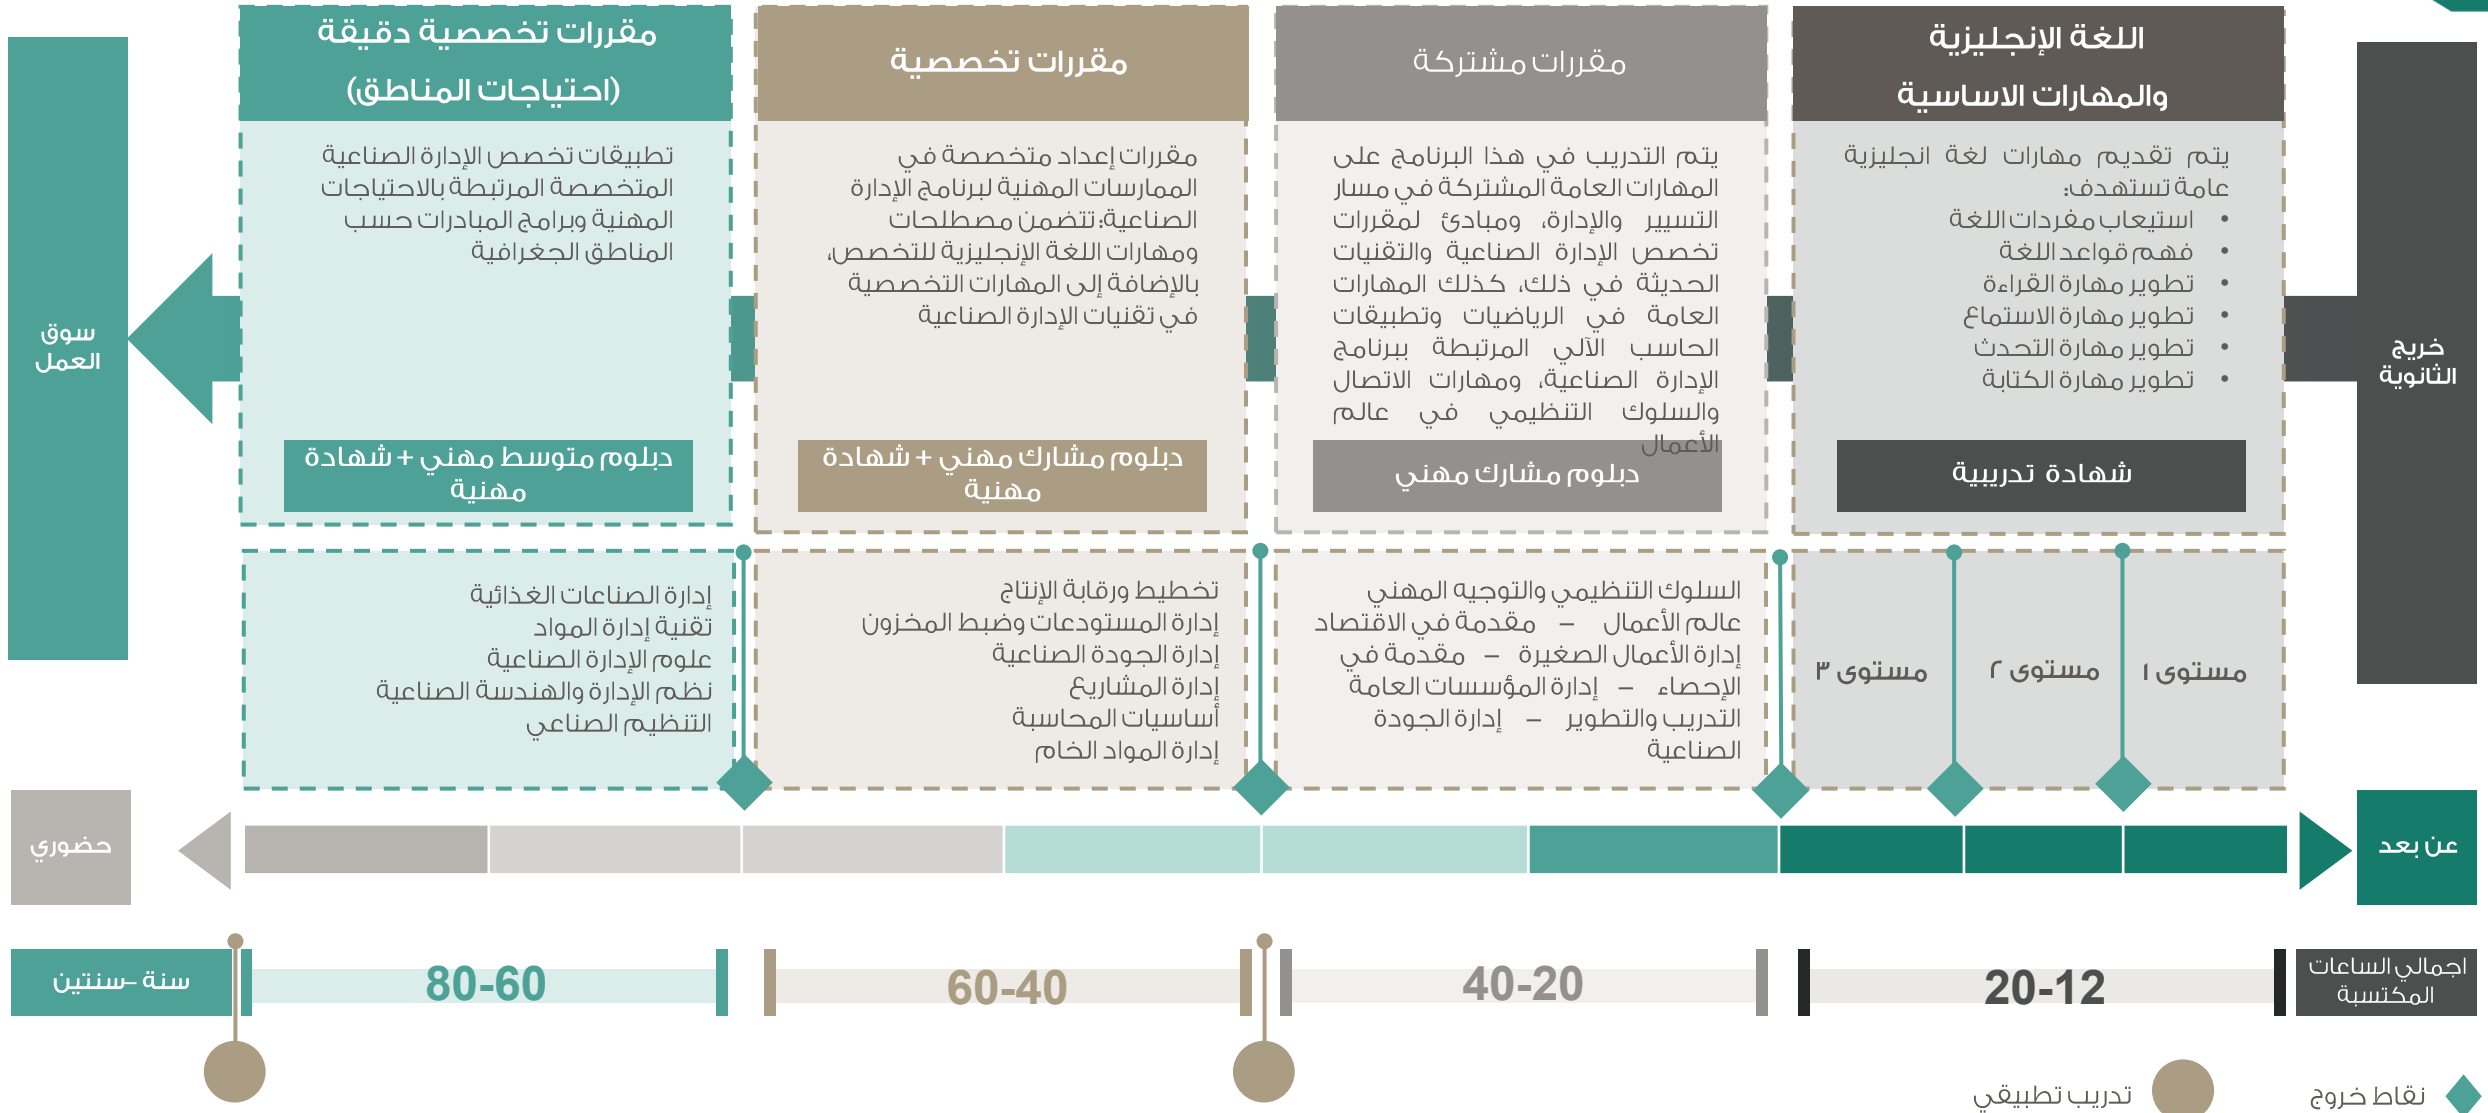 خريج
الثانوية
اللغة الإنجليزية
والمهارات الاساسية
يتم تقديم مهارات لغة انجليزية
عامة تستهدف:
• استيعاب مفردات اللغة
• فهم قواعد اللغة
• تطوير مهارة القراءة
• تطوير مهارة الاستماع
• تطوير مهارة التحدث
• تطوير مهارة الكتابة
شهادة تدريبية
مقررات مشتركة
يتم التدريب في هذا البرنامج على
المهارات العامة المشتركة في مسار
التسيير والإدارة، ومبادئ لمقررات
تخصص الإدارة الصناعية والتقنيات
الحديثة في ذلك، كذلك المهارات
العامة في الرياضيات وتطبيقات
الحاسب الآلي المرتبطة ببرنامج
الإدارة الصناعية، ومهارات الاتصال
والسلوك التنظيمي في عالم
الأعمال
دبلوم مشارك مهني
مقررات تخصصية
مقررات إعداد متخصصة في
الممارسات المهنية لبرنامج الإدارة
الصناعية: تتضمن مصطلحات
ومهارات اللغة الإنجليزية للتخصص،
بالإضافة إلى المهارات التخصصية
في تقنيات الإدارة الصناعية
دبلوم مشارك مهني + شهادة
مهنية
مقررات تخصصية دقيقة
(احتياجات المناطق)
تطبيقات تخصص الإدارة الصناعية
المتخصصة المرتبطة بالاحتياجات
المهنية وبرامج المبادرات حسب
المناطق الجغرافية
دبلوم متوسط مهني + شهادة
مهنية
سوق
العمل
مستوى ١
مستوى ٢
مستوى ٣
السلوك التنظيمي والتوجيه المهني
عالم الأعمال – مقدمة في الاقتصاد
إدارة الأعمال الصغيرة – مقدمة في
الإحصاء – إدارة المؤسسات العامة
التدريب والتطوير – إدارة الجودة
الصناعية
تخطيط ورقابة الإنتاج
إدارة المستودعات وضبط المخزون
إدارة الجودة الصناعية
إدارة المشاريع
أساسيات المحاسبة
إدارة المواد الخام
إدارة الصناعات الغذائية
تقنية إدارة المواد
علوم الإدارة الصناعية
نظم الإدارة والهندسة الصناعية
التنظيم الصناعي
عن بعد
حضوري
اجمالي الساعات
المكتسبة
20-12
40-20
60-40
80-60
سنة –سنتين
نقاط خروج
تدريب تطبيقي